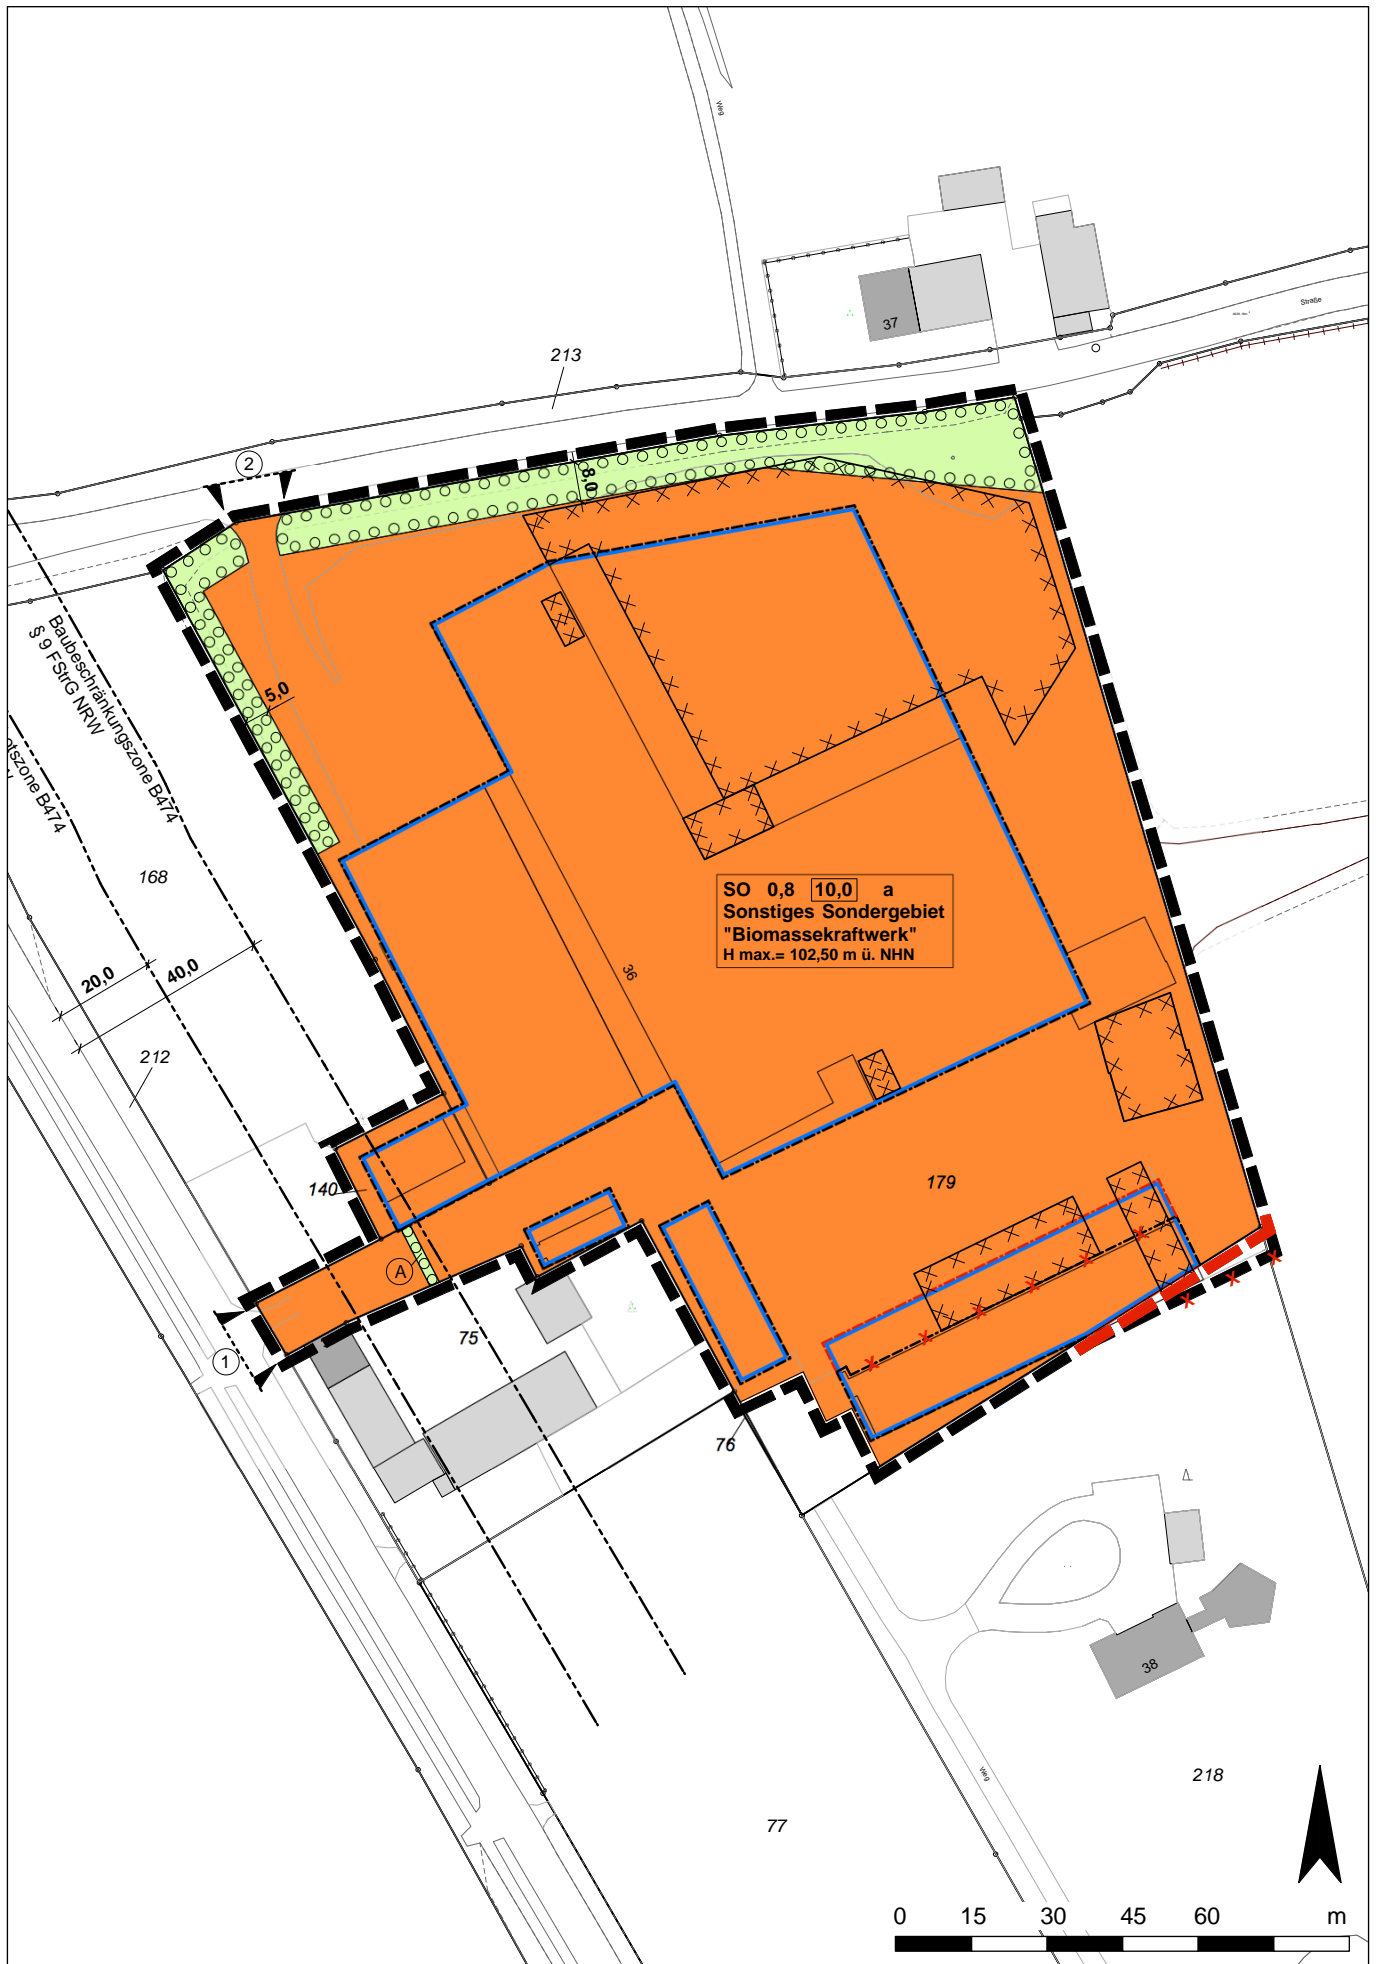 Weg
37
Straße
213
2
8,0
Baubeschränkungszone B474
§ 9 FStrG NRW
5,0
otszone B474
168
SO 0,8 10,0 a
Sonstiges Sondergebiet
"Biomassekraftwerk"
H max.= 102,50 m ü. NHN
36
20,0
40,0
212
140
179
A
75
1
76
38
Weg
218
77
0 15 30 45 60 m